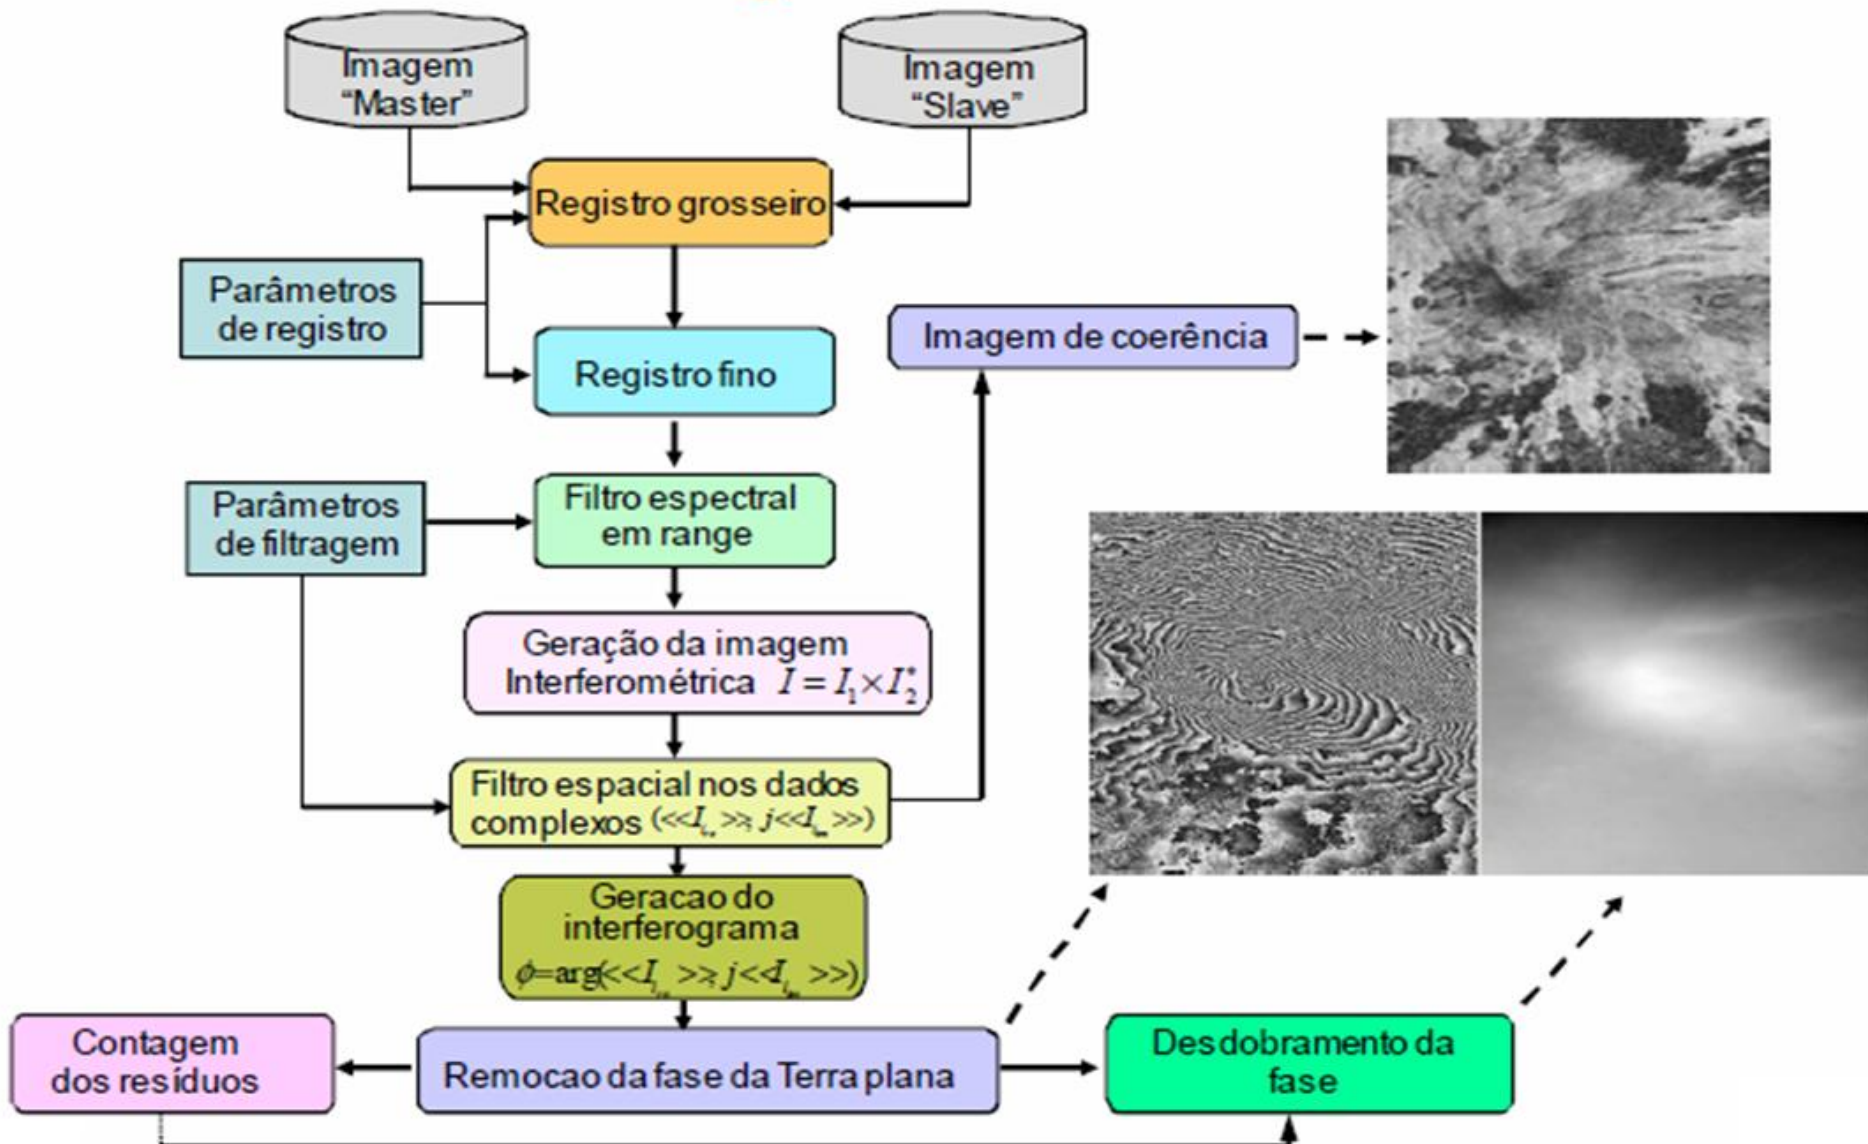 Imagem
“Master”
Imagem
“Slave”
Registro grosseiro
Parâmetros
de registro
Registro fino
Imagem de coerência
Parâmetros
de filtragem
Filtro espectral
em range
Geração da imagem
Interferométrica I = I₁ × I₂*
Filtro espacial nos dados
complexos (<<I >>, j<<I >>)
Geracao do
interferograma
ϕ=arg(<<I >>, j<<I >>)
Remocao da fase da Terra plana
Contagem
dos resíduos
Desdobramento da
fase